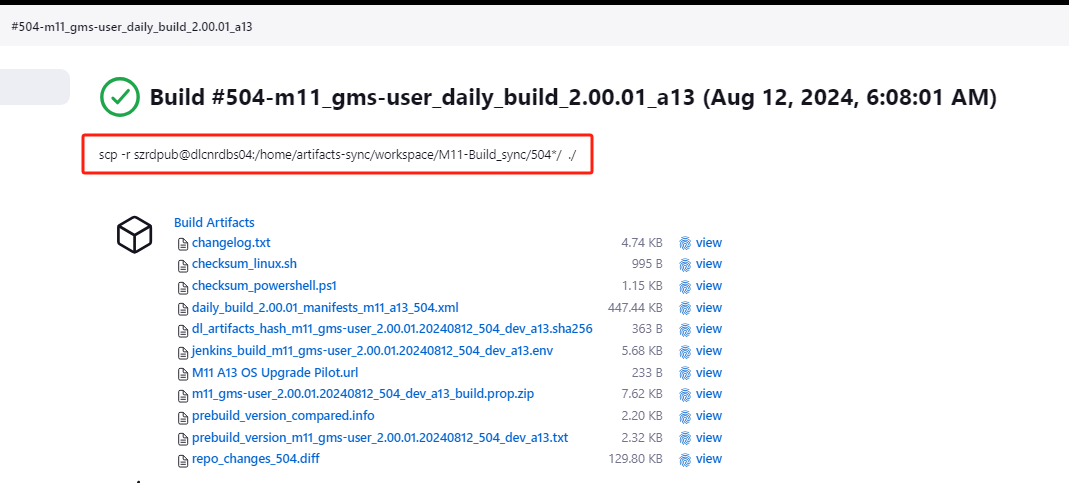 #504-m11_gms-user_daily_build_2.00.01_a13
Build #504-m11_gms-user_daily_build_2.00.01_a13 (Aug 12, 2024, 6:08:01 AM)
scp -r szrdpub@dlcnrdbs04:/home/artifacts-sync/workspace/M11-Build_sync/504*/ ./
Build Artifacts
changelog.txt 4.74 KB view
checksum_linux.sh 995 B view
checksum_powershell.ps1 1.15 KB view
daily_build_2.00.01_manifests_m11_a13_504.xml 447.44 KB view
dl_artifacts_hash_m11_gms-user_2.00.01.20240812_504_dev_a13.sha256 363 B view
jenkins_build_m11_gms-user_2.00.01.20240812_504_dev_a13.env 5.68 KB view
M11 A13 OS Upgrade Pilot.url 233 B view
m11_gms-user_2.00.01.20240812_504_dev_a13_build.prop.zip 7.62 KB view
prebuild_version_compared.info 2.20 KB view
prebuild_version_m11_gms-user_2.00.01.20240812_504_dev_a13.txt 2.32 KB view
repo_changes_504.diff 129.80 KB view